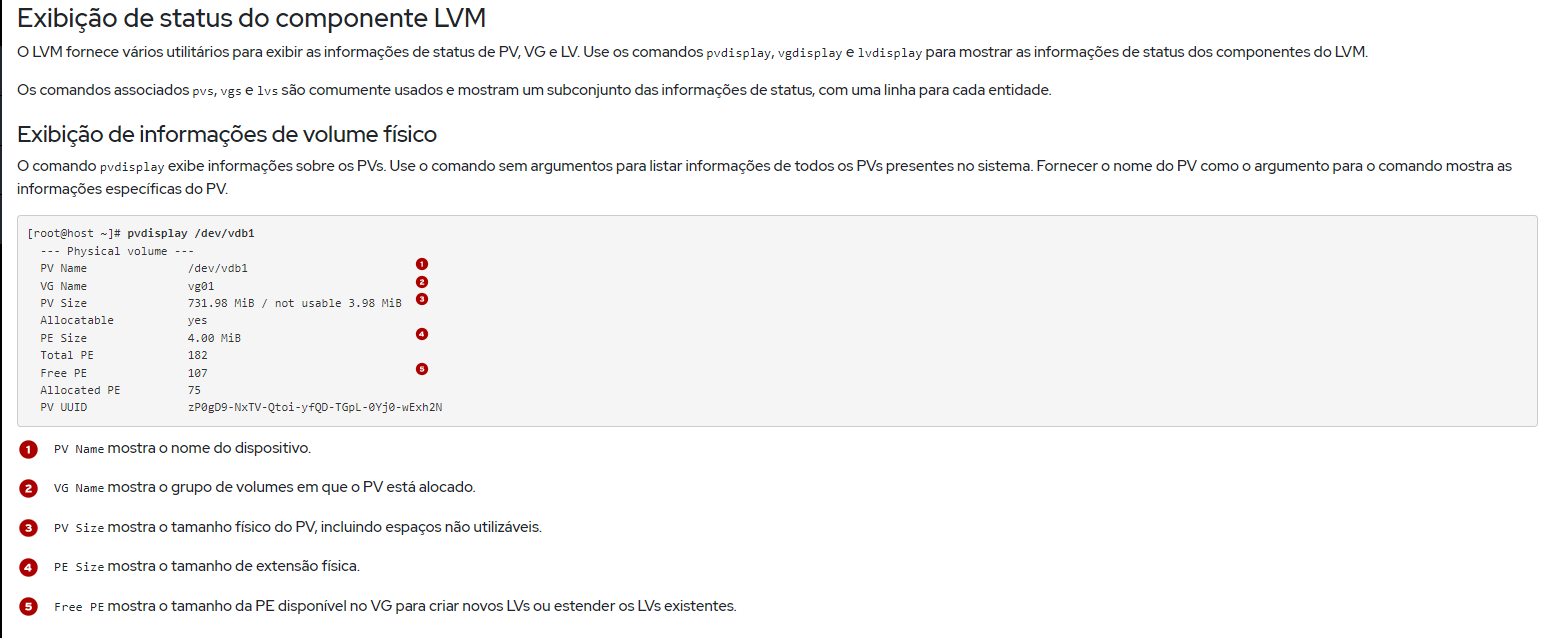 Exibição de status do componente LVM
O LVM fornece vários utilitários para exibir as informações de status de PV, VG e LV. Use os comandos pvdisplay, vgdisplay e lvdisplay para mostrar as informações de status dos componentes do LVM.
Os comandos associados pvs, vgs e lvs são comumente usados e mostram um subconjunto das informações de status, com uma linha para cada entidade.
Exibição de informações de volume físico
O comando pvdisplay exibe informações sobre os PVs. Use o comando sem argumentos para listar informações de todos os PVs presentes no sistema. Fornecer o nome do PV como o argumento para o comando mostra as
informações específicas do PV.
[root@host ~]# pvdisplay /dev/vdb1
--- Physical volume ---
PV Name /dev/vdb1 1
VG Name vg01 2
PV Size 731.98 MiB / not usable 3.98 MiB 3
Allocatable yes
PE Size 4.00 MiB 4
Total PE 182
Free PE 107 5
Allocated PE 75
PV UUID zP0gD9-NxTV-Qtoi-yfQD-TGpL-0Yj0-wExh2N
1 PV Name mostra o nome do dispositivo.
2 VG Name mostra o grupo de volumes em que o PV está alocado.
3 PV Size mostra o tamanho físico do PV, incluindo espaços não utilizáveis.
4 PE Size mostra o tamanho de extensão física.
5 Free PE mostra o tamanho da PE disponível no VG para criar novos LVs ou estender os LVs existentes.